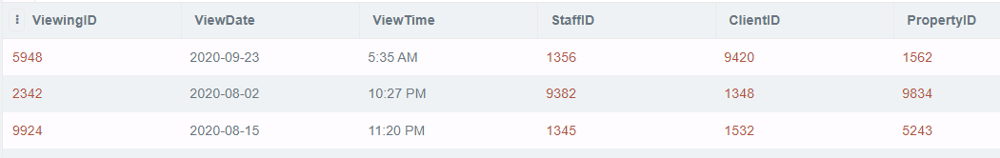 ViewingID ViewDate ViewTime StaffID ClientID PropertyID
5948 2020-09-23 5:35 AM 1356 9420 1562
2342 2020-08-02 10:27 PM 9382 1348 9834
9924 2020-08-15 11:20 PM 1345 1532 5243